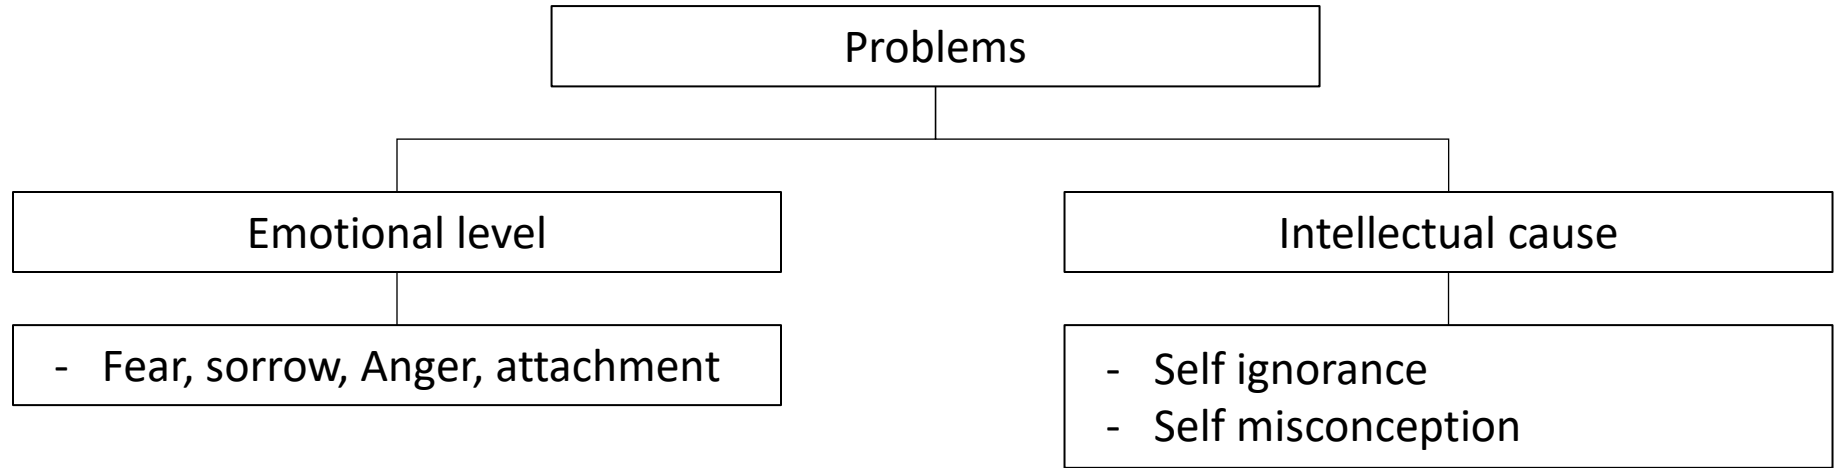 Problems
Emotional level
Intellectual cause
- Fear, sorrow, Anger, attachment
- Self ignorance
- Self misconception